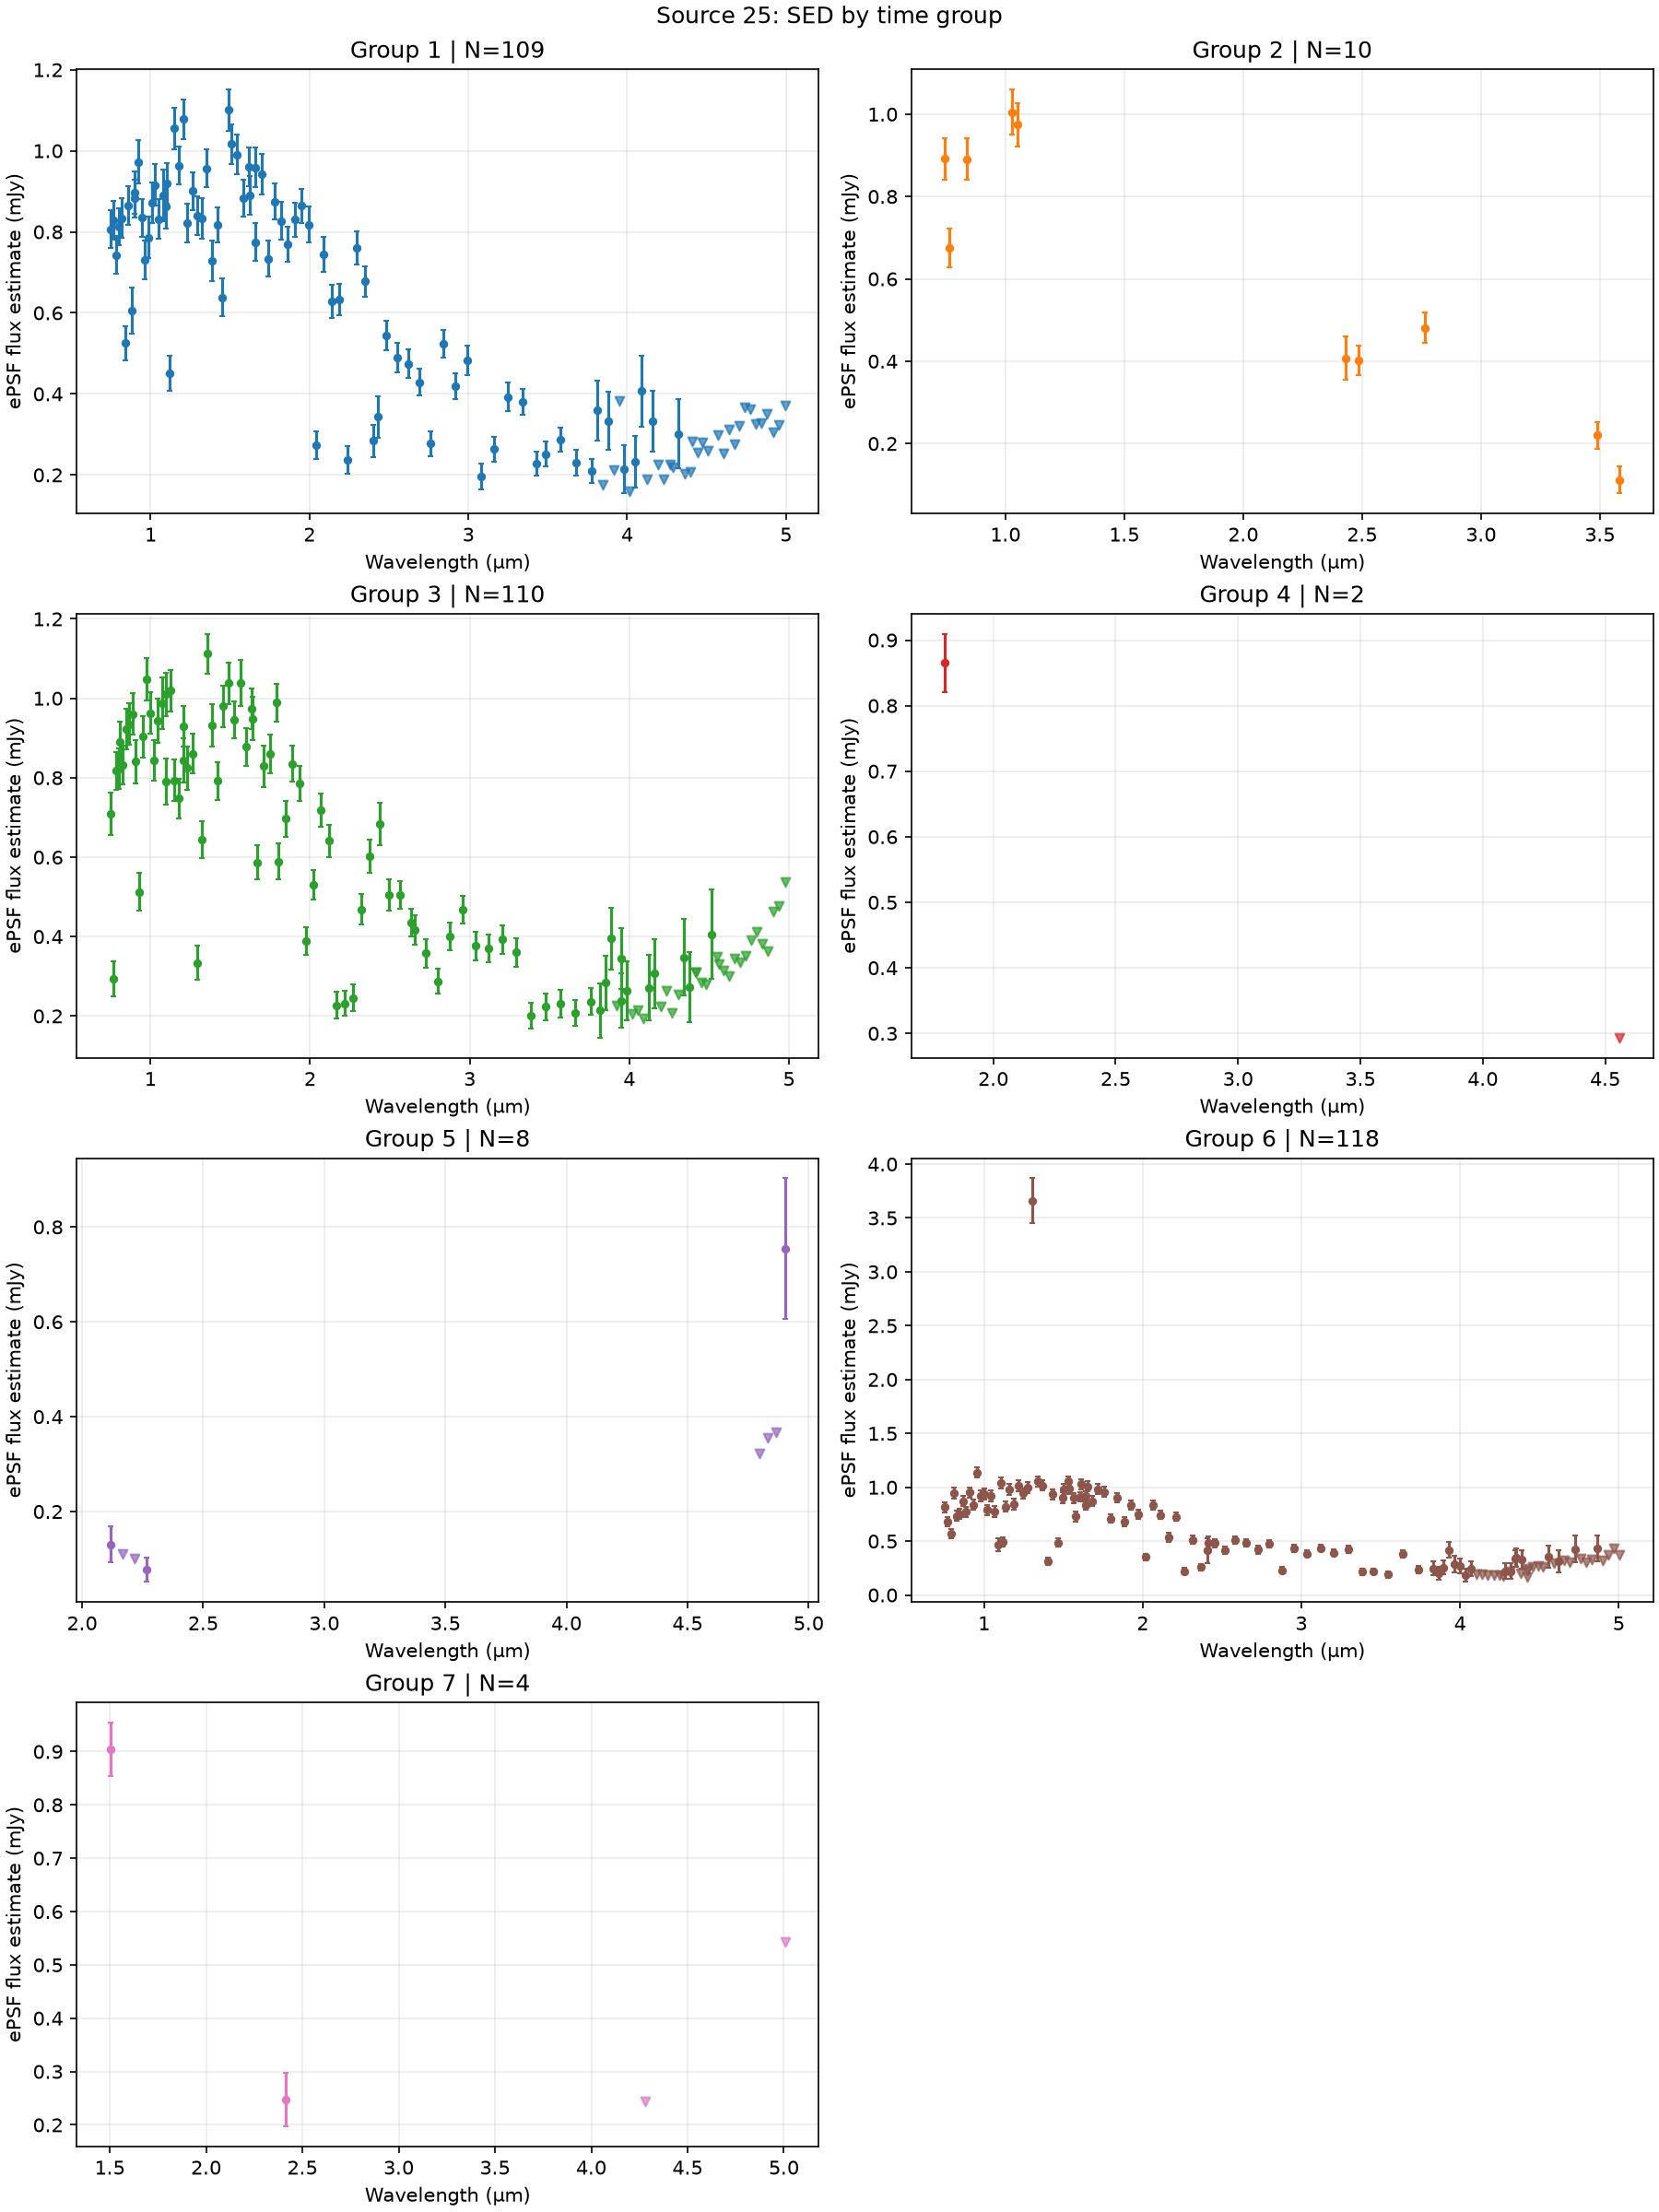 Source 25: SED by time group
Group 1 | N=109
ePSF flux estimate (mJy)
1.2
1.0
0.8
0.6
0.4
0.2
1 2 3 4 5
Wavelength (µm)
Group 2 | N=10
ePSF flux estimate (mJy)
1.0
0.8
0.6
0.4
0.2
1.0 1.5 2.0 2.5 3.0 3.5
Wavelength (µm)
Group 3 | N=110
ePSF flux estimate (mJy)
1.2
1.0
0.8
0.6
0.4
0.2
1 2 3 4 5
Wavelength (µm)
Group 4 | N=2
ePSF flux estimate (mJy)
0.9
0.8
0.7
0.6
0.5
0.4
0.3
2.0 2.5 3.0 3.5 4.0 4.5
Wavelength (µm)
Group 5 | N=8
ePSF flux estimate (mJy)
0.8
0.6
0.4
0.2
2.0 2.5 3.0 3.5 4.0 4.5 5.0
Wavelength (µm)
Group 6 | N=118
ePSF flux estimate (mJy)
4.0
3.5
3.0
2.5
2.0
1.5
1.0
0.5
0.0
1 2 3 4 5
Wavelength (µm)
Group 7 | N=4
ePSF flux estimate (mJy)
0.9
0.8
0.7
0.6
0.5
0.4
0.3
0.2
1.5 2.0 2.5 3.0 3.5 4.0 4.5 5.0
Wavelength (µm)